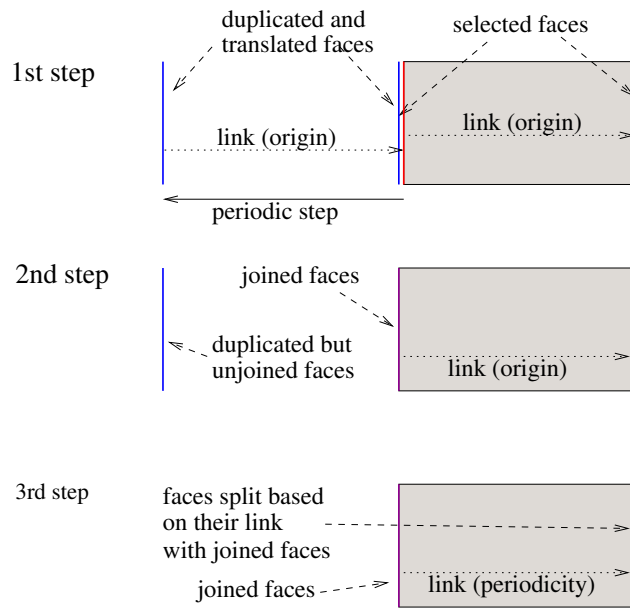 duplicated and
translated faces
selected faces
1st step
link (origin)
link (origin)
periodic step
2nd step
joined faces
duplicated but
unjoined faces
link (origin)
3rd step
faces split based
on their link
with joined faces
joined faces
link (periodicity)